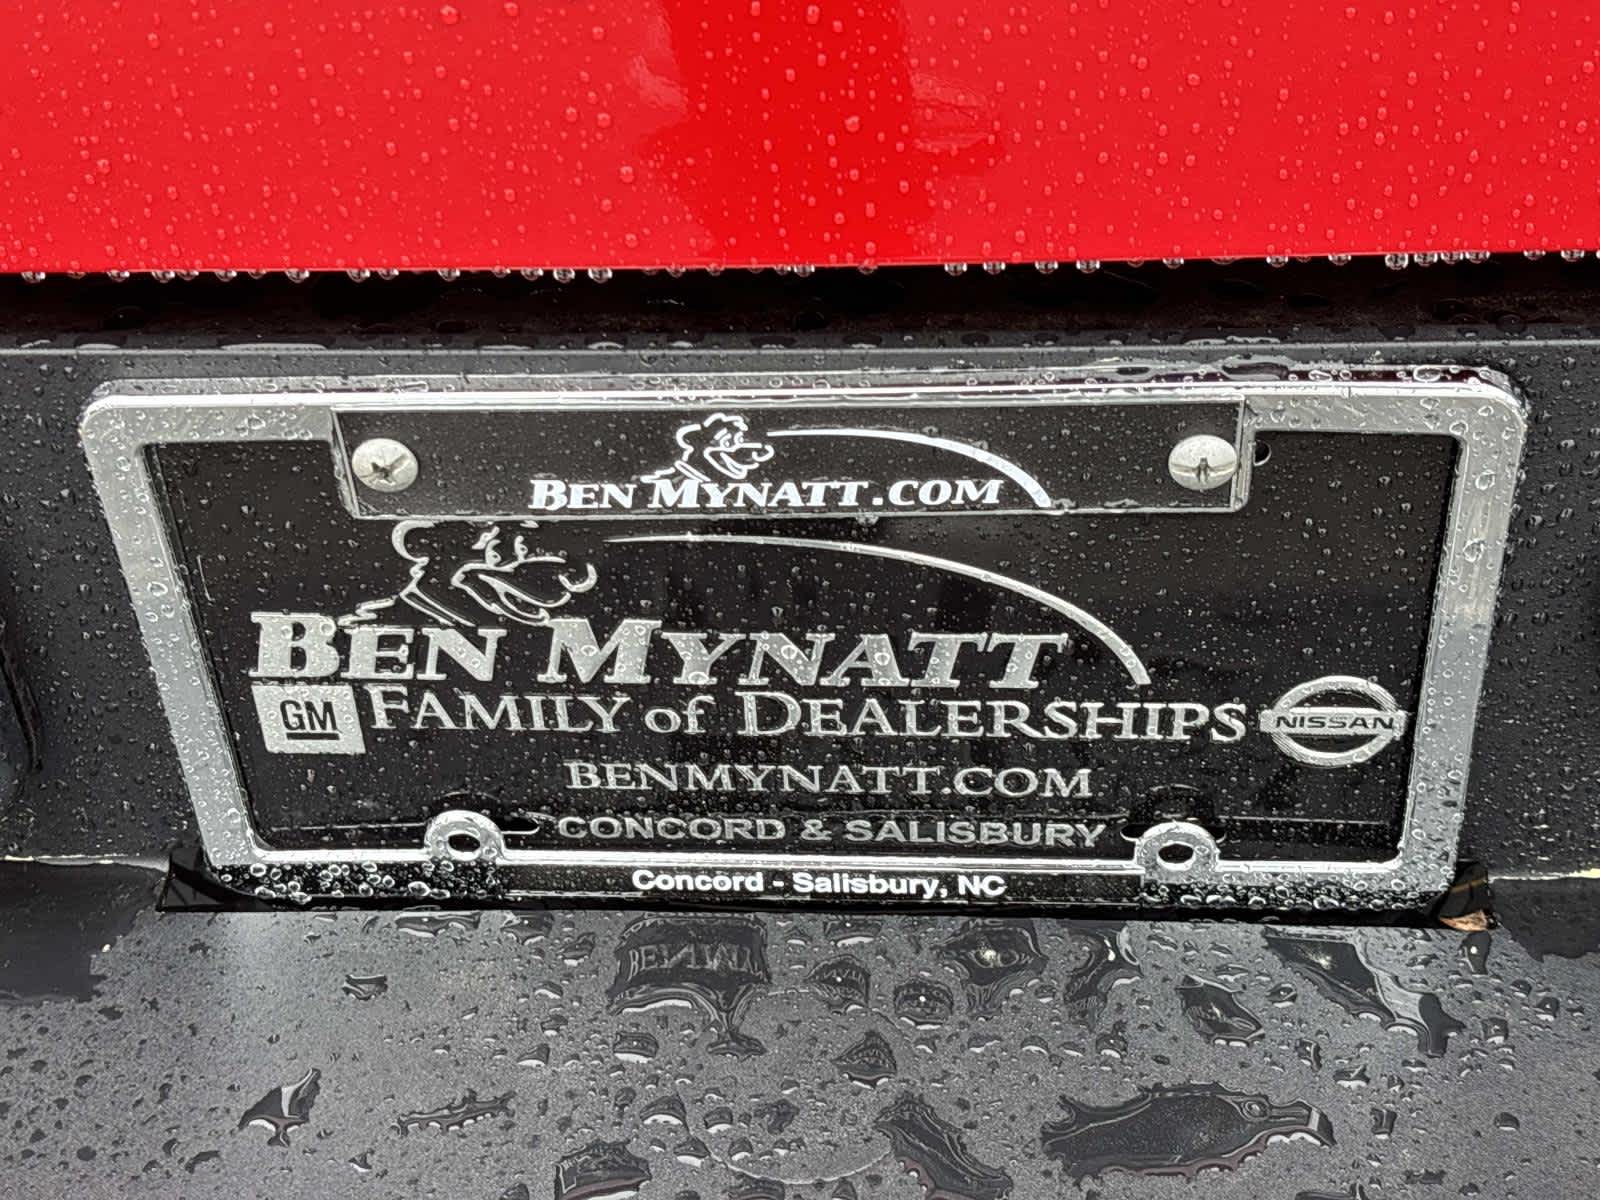 BEN MYNATT.COM
BEN MYNATT
GM FAMILY of DEALERSHIPS NISSAN
BENMYNATT.COM
CONCORD & SALISBURY
Concord - Salisbury, NC